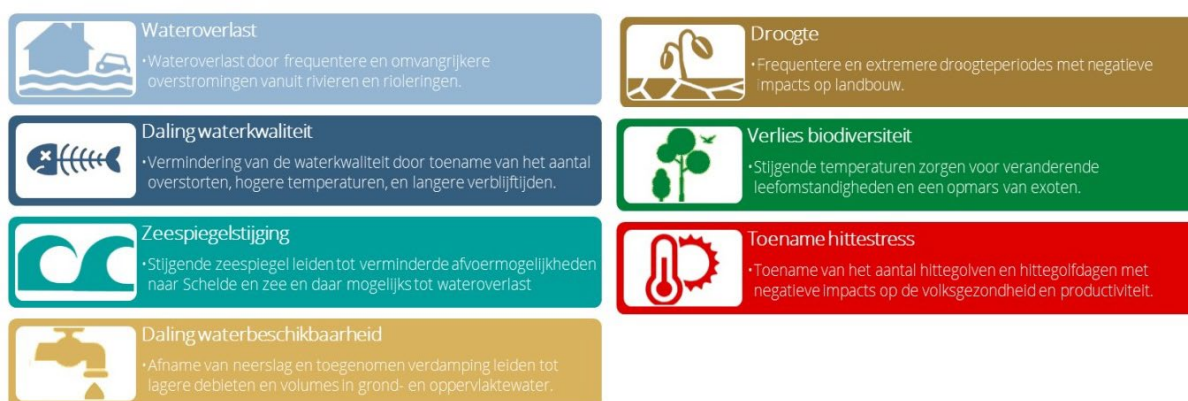 Wateroverlast
•Wateroverlast door frequentere en omvangrijkere
overstromingen vanuit rivieren en rioleringen.
Daling waterkwaliteit
•Vermindering van de waterkwaliteit door toename van het aantal
overstorten, hogere temperaturen, en langere verblijftijden.
Zeespiegelstijging
•Stijgende zeespiegel leiden tot verminderde afvoermogelijkheden
naar Schelde en zee en daar mogelijks tot wateroverlast
Daling waterbeschikbaarheid
•Afname van neerslag en toegenomen verdamping leiden tot
lagere debieten en volumes in grond- en oppervlaktewater.
Droogte
•Frequentere en extremere droogteperiodes met negatieve
impacts op landbouw.
Verlies biodiversiteit
•Stijgende temperaturen zorgen voor veranderende
leefomstandigheden en een opmars van exoten.
Toename hittestress
•Toename van het aantal hittegolven en hittegolfdagen met
negatieve impacts op de volksgezondheid en productiviteit.